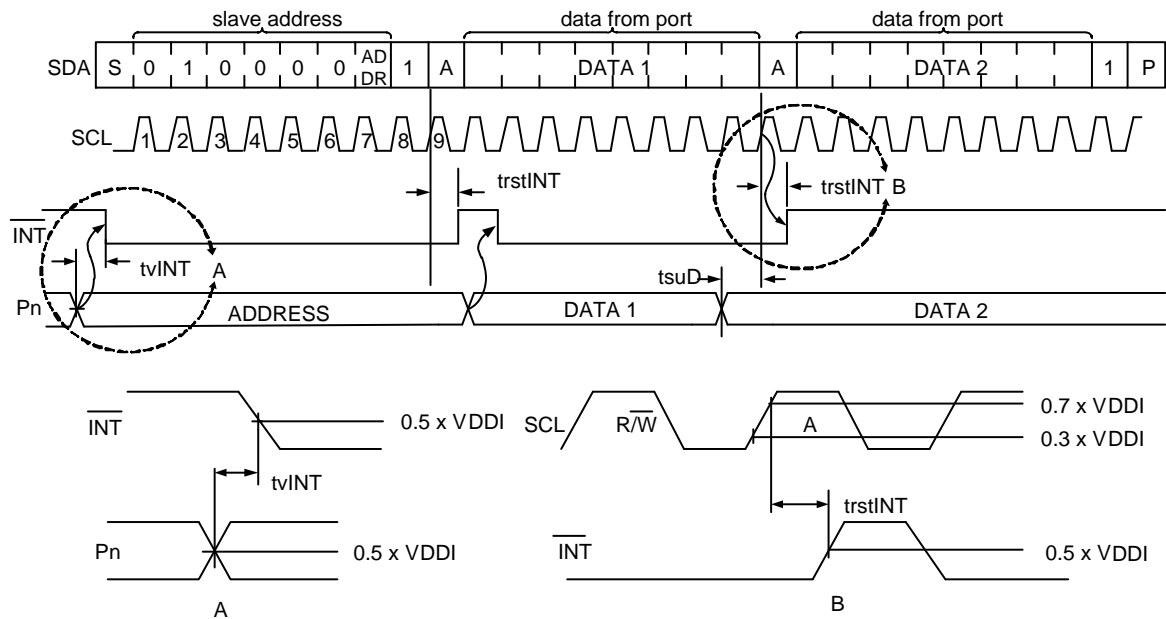 slave address data from port data from port
SDA S 0 1 0 0 0 0 AD DR 1 A DATA 1 A DATA 2 1 P
SCL 1 2 3 4 5 6 7 8 9
trstINT trstINT B
INT
tvINT A
tsuD
Pn ADDRESS DATA 1 DATA 2
INT 0.5 x VDDI
tvINT
Pn 0.5 x VDDI
A
SCL R/W A 0.7 x VDDI
0.3 x VDDI
trstINT
INT 0.5 x VDDI
B